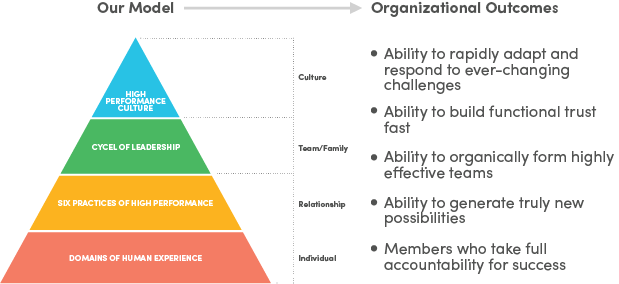 Our Model
Organizational Outcomes
HIGH
PERFORMANCE
CULTURE
CYCEL OF LEADERSHIP
SIX PRACTICES OF HIGH PERFORMANCE
DOMAINS OF HUMAN EXPERIENCE
Culture
Team/Family
Relationship
Individual
• Ability to rapidly adapt and
respond to ever-changing
challenges
• Ability to build functional trust
fast
• Ability to organically form highly
effective teams
• Ability to generate truly new
possibilities
• Members who take full
accountability for success